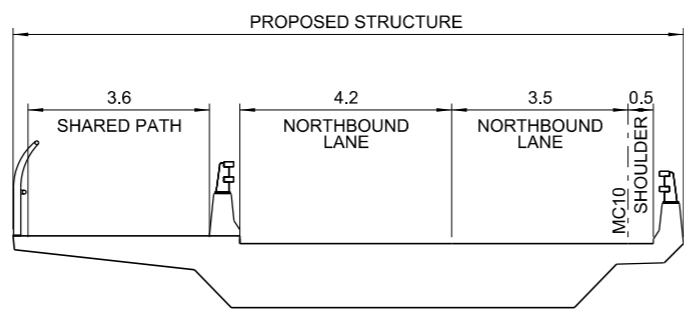 PROPOSED STRUCTURE
3.6
SHARED PATH
4.2
NORTHBOUND
LANE
3.5
NORTHBOUND
LANE
0.5
SHOULDER
MC10